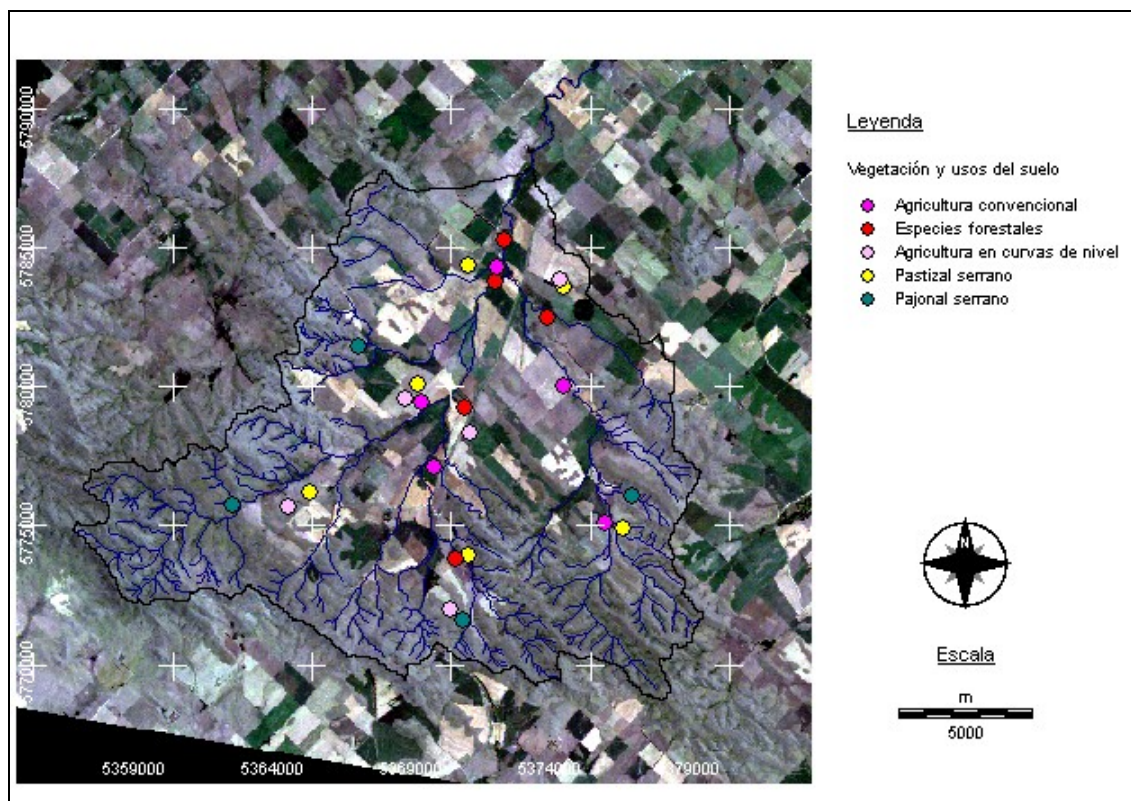 5790000
5785000
5780000
5775000
5770000
5359000
5364000
5369000
5374000
5379000
Leyenda
Vegetación y usos del suelo
Agricultura convencional
Especies forestales
Agricultura en curvas de nivel
Pastizal serrano
Pajonal serrano
N
Escala
m
5000